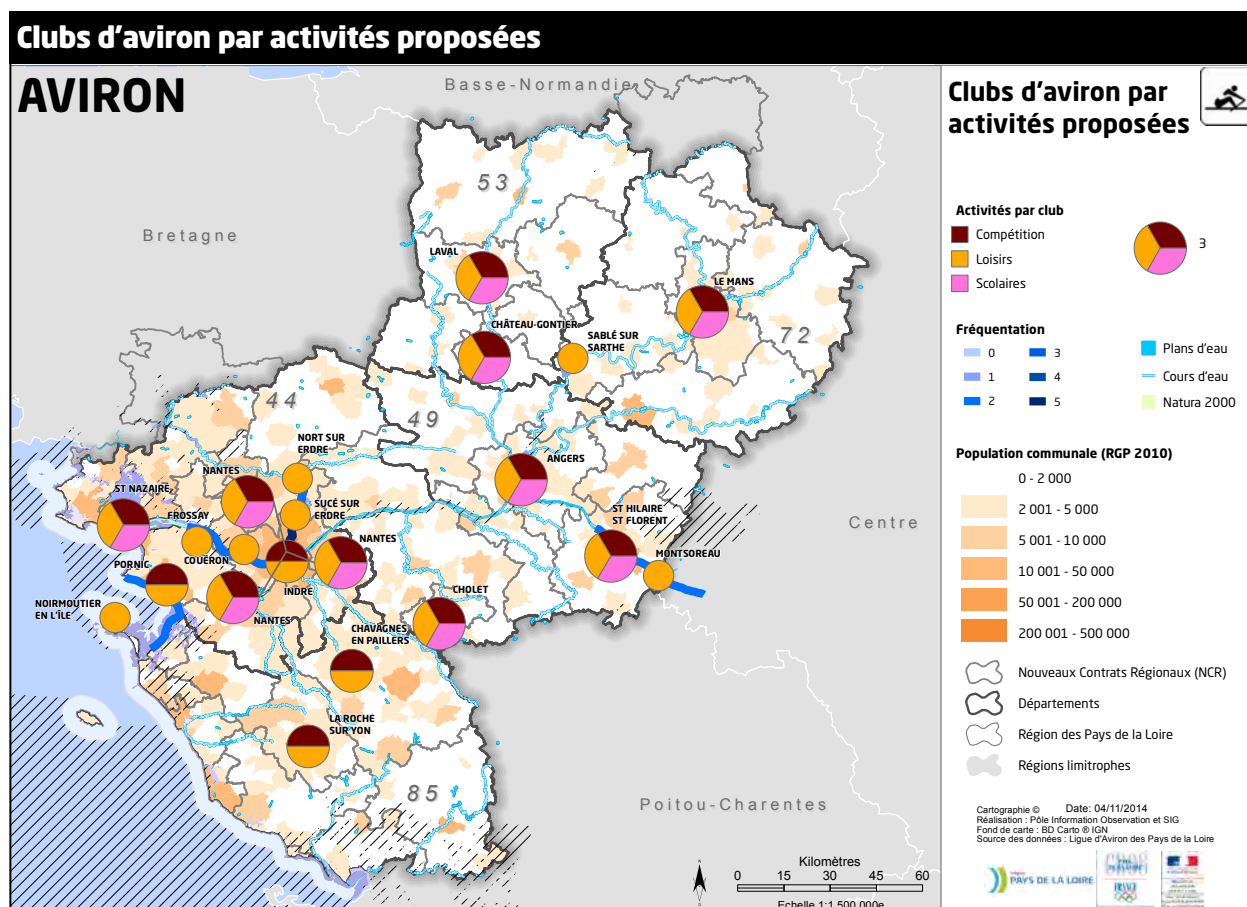 Clubs d'aviron par activités proposées
AVIRON
Basse-Normandie
Bretagne
Centre
Poitou-Charentes
53
72
44
49
85
LAVAL
LE MANS
CHÂTEAU-GONTIER
SABLÉ SUR
SARTHE
NORT SUR
ERDRE
ANGERS
NANTES
ST NAZAIRE
SUCÉ SUR
ERDRE
ST HILAIRE
ST FLORENT
FROSSAY
NANTES
COUËRON
MONTSOREAU
PORNIC
INDRE
CHOLET
NOIRMOUTIER
EN L'ÎLE
NANTES
CHAVAGNES
EN PAILLERS
LA ROCHE
SUR YON
N
Kilomètres
0 15 30 45 60
Echelle 1:1 500 000e
Clubs d'aviron par
activités proposées
Activités par club
Compétition
Loisirs
Scolaires
3
Fréquentation
0
1
2
3
4
5
Plans d'eau
Cours d'eau
Natura 2000
Population communale (RGP 2010)
0 - 2 000
2 001 - 5 000
5 001 - 10 000
10 001 - 50 000
50 001 - 200 000
200 001 - 500 000
Nouveaux Contrats Régionaux (NCR)
Départements
Région des Pays de la Loire
Régions limitrophes
Cartographie © Date: 04/11/2014
Réalisation : Pôle Information Observation et SIG
Fond de carte : BD Carto ® IGN
Source des données : Ligue d'Aviron des Pays de la Loire
PAYS DE LA LOIRE
CROS
FRANCE